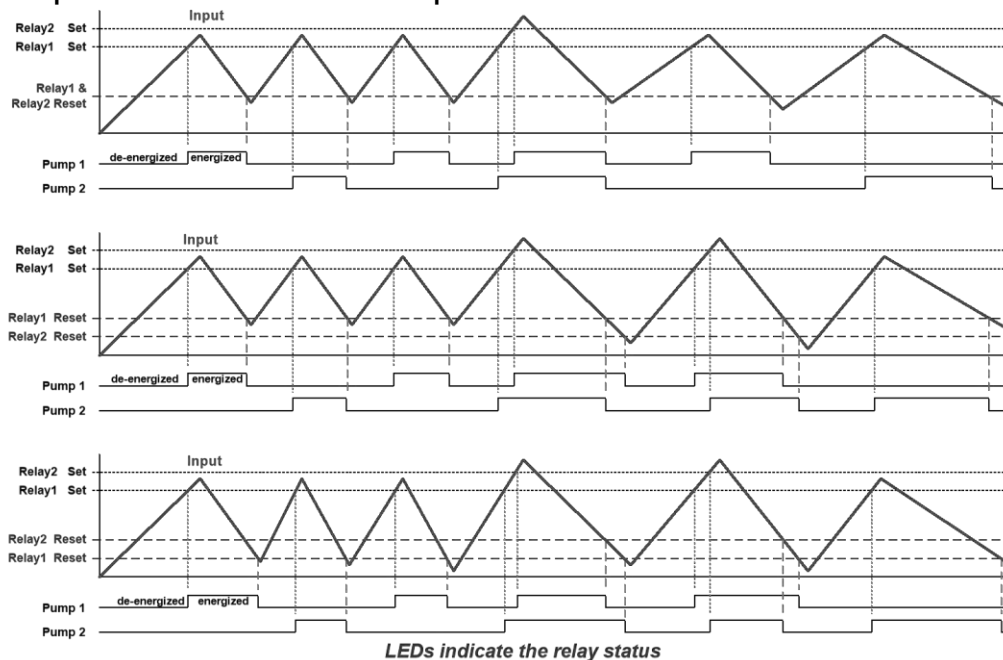 Input
Relay2 Set
Relay1 Set
Relay1 &
Relay2 Reset
de-energized energized
Pump 1
Pump 2
Input
Relay2 Set
Relay1 Set
Relay1 Reset
Relay2 Reset
de-energized energized
Pump 1
Pump 2
Input
Relay2 Set
Relay1 Set
Relay2 Reset
Relay1 Reset
de-energized energized
Pump 1
Pump 2
LEDs indicate the relay status